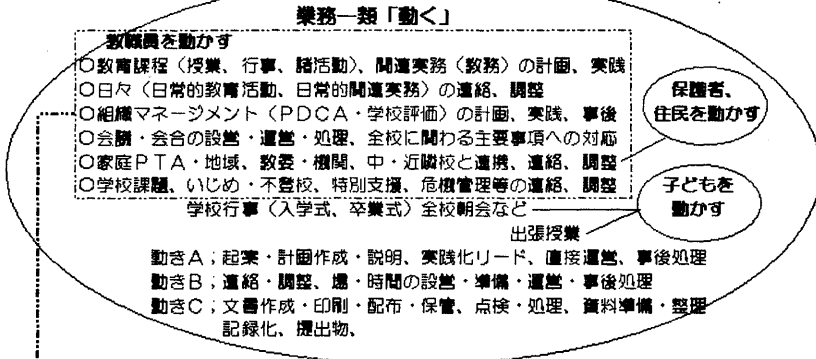 業務一類「動く」
教職員を動かす
○教育課程（授業、行事、諸活動）、関連実務（教務）の計画、実践
○日々（日常的教育活動、日常的関連実務）の連絡、調整
○組織マネージメント（PDCA・学校評価）の計画、実践、事後
○会議・会合の設営・運営・処理、全校に関わる主要事項への対応
○家庭PTA・地域、教委・機関、中・近隣校と連携、連絡、調整
○学校課題、いじめ・不登校、特別支援、危機管理等の連絡、調整
保護者、
住民を動かす
子どもを
動かす
学校行事（入学式、卒業式）全校朝会など
出張授業
動きA；起案・計画作成・説明、実践化リード、直接運営、事後処理
動きB；連絡・調整、場・時間の設営・準備・運営・事後処理
動きC；文書作成・印刷・配布・保管、点検・処理、資料準備・整理
記録化、提出物、